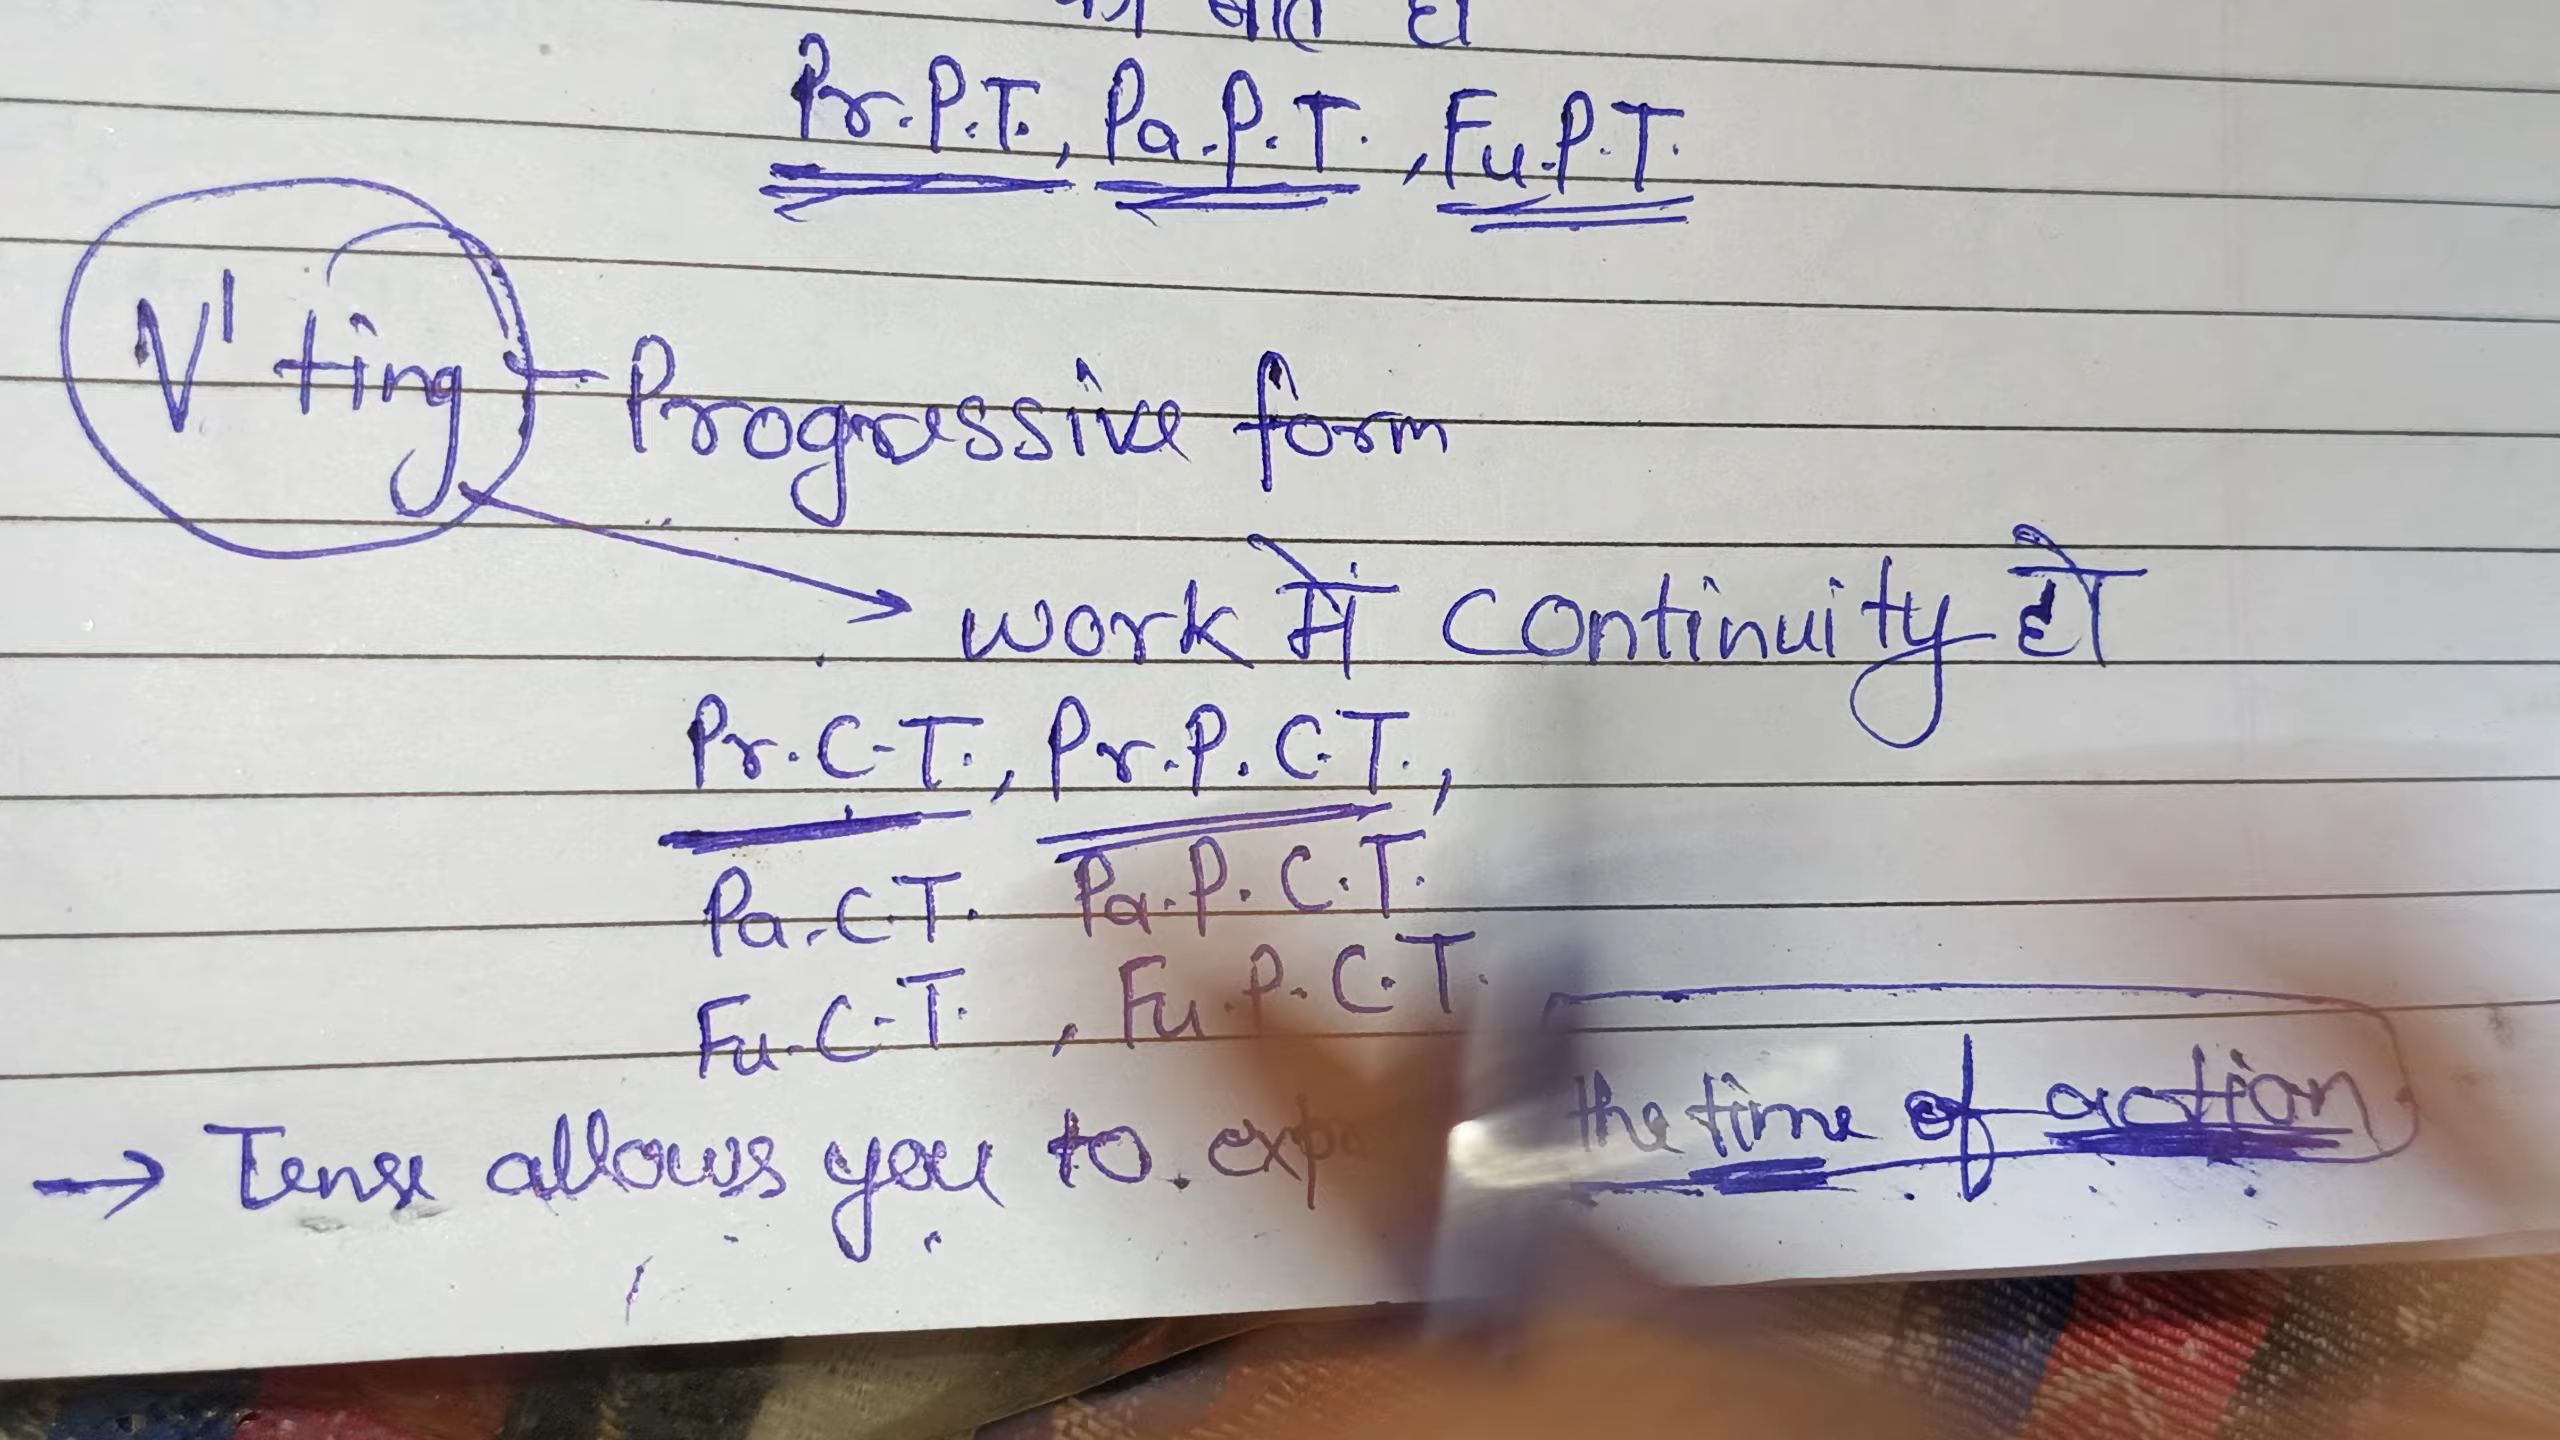 Pr.P.T., Pa.P.T., Fu.P.T.
V¹ +ing - Progressive form
→ work में continuity हो
Pr.C.T., Pr.P.C.T.,
Pa.C.T. Pa.P.C.T.
Fu.C.T., Fu.P.C.T.
→ Tense allows you to the time of action